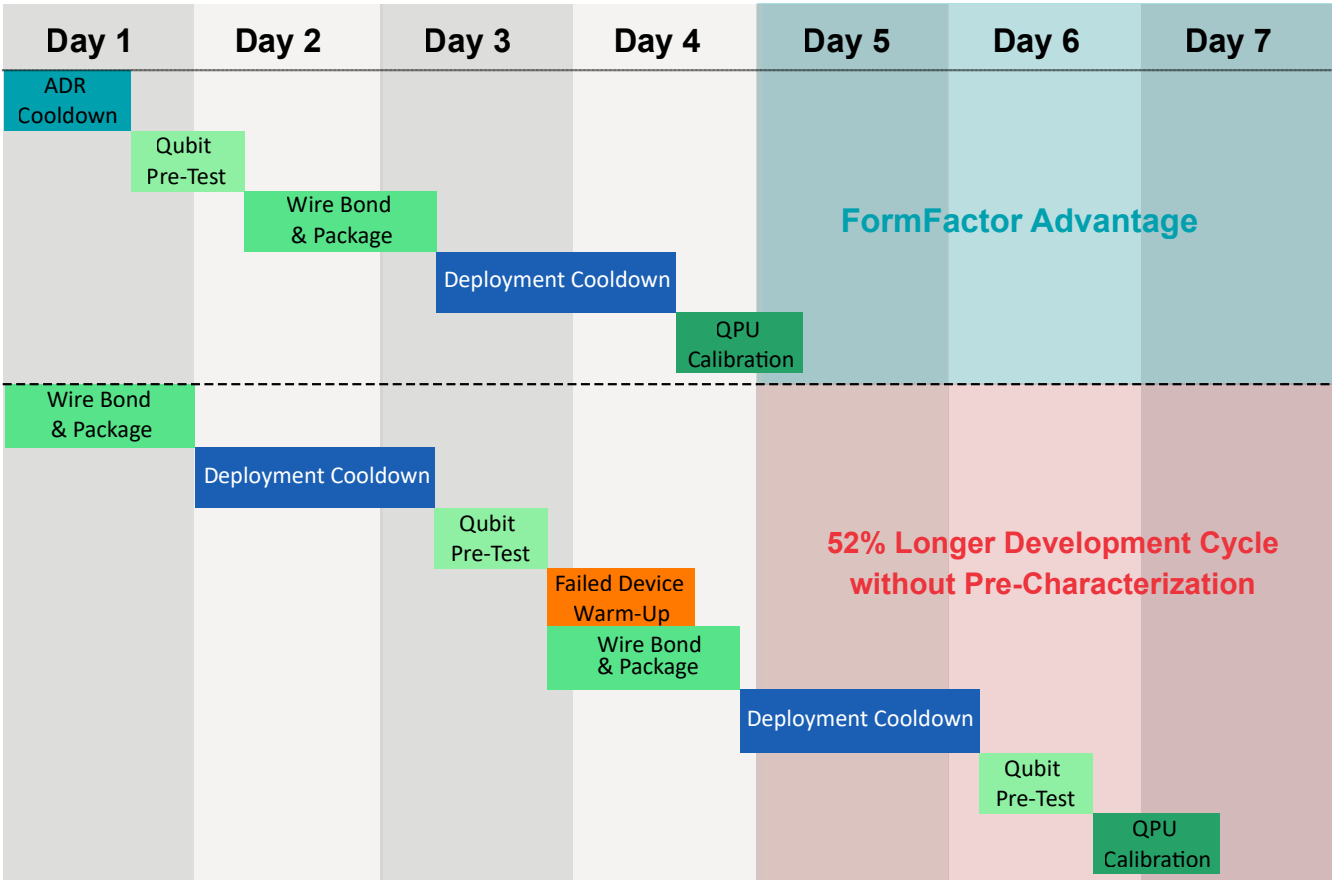 Day 1 Day 2 Day 3 Day 4 Day 5 Day 6 Day 7
ADR
Cooldown
Qubit
Pre-Test
Wire Bond
& Package
FormFactor Advantage
Deployment Cooldown
QPU
Calibration
Wire Bond
& Package
Deployment Cooldown
Qubit
Pre-Test
52% Longer Development Cycle
without Pre-Characterization
Failed Device
Warm-Up
Wire Bond
& Package
Deployment Cooldown
Qubit
Pre-Test
QPU
Calibration